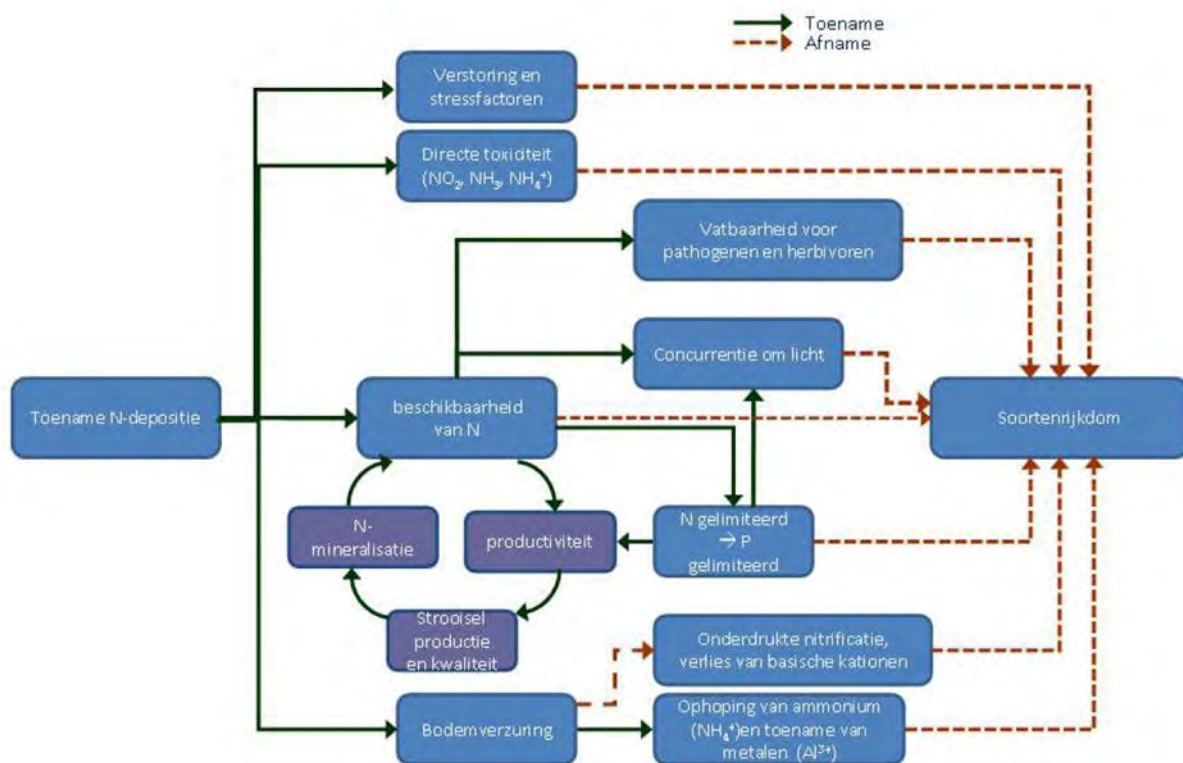 Toename
Afname
Verstoring en
stressfactoren
Directe toxiciteit
(NO₂, NH₃, NH₄⁺)
Vatbaarheid voor
pathogenen en herbivoren
Concurrentie om licht
Toename N-depositie
beschikbaarheid
van N
Soortenrijkdom
N-
mineralisatie
productiviteit
N gelimiteerd
→ P
gelimiteerd
Strooisel
productie
en kwaliteit
Onderdrukte nitrificatie,
verlies van basische kationen
Bodemverzuring
Ophoping van ammonium
(NH₄⁺)en toename van
metalen (Al³⁺)